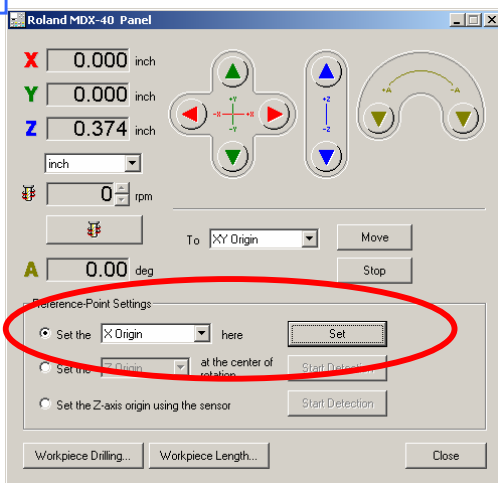 Roland MDX-40 Panel
X 0.000 inch
Y 0.000 inch
Z 0.374 inch
+Y
-X +X
-Y
+Z
-Z
+A -A
inch
0 rpm
To XY Origin Move
Stop
A 0.00 deg
Reference-Point Settings
Set the X Origin here Set
Set the Z Origin at the center of rotation Start Detection
Set the Z-axis origin using the sensor Start Detection
Workpiece Drilling... Workpiece Length... Close